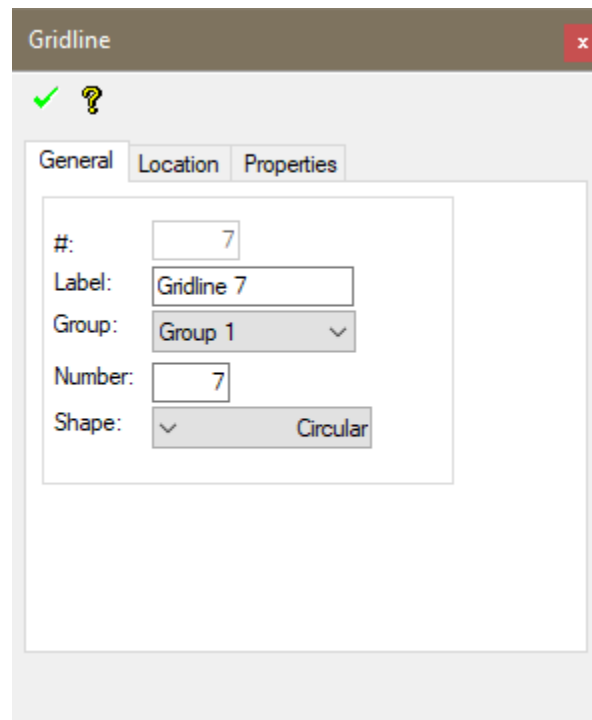 Gridline
x
?
General Location Properties
#: 7
Label: Gridline 7
Group: Group 1
Number: 7
Shape: Circular